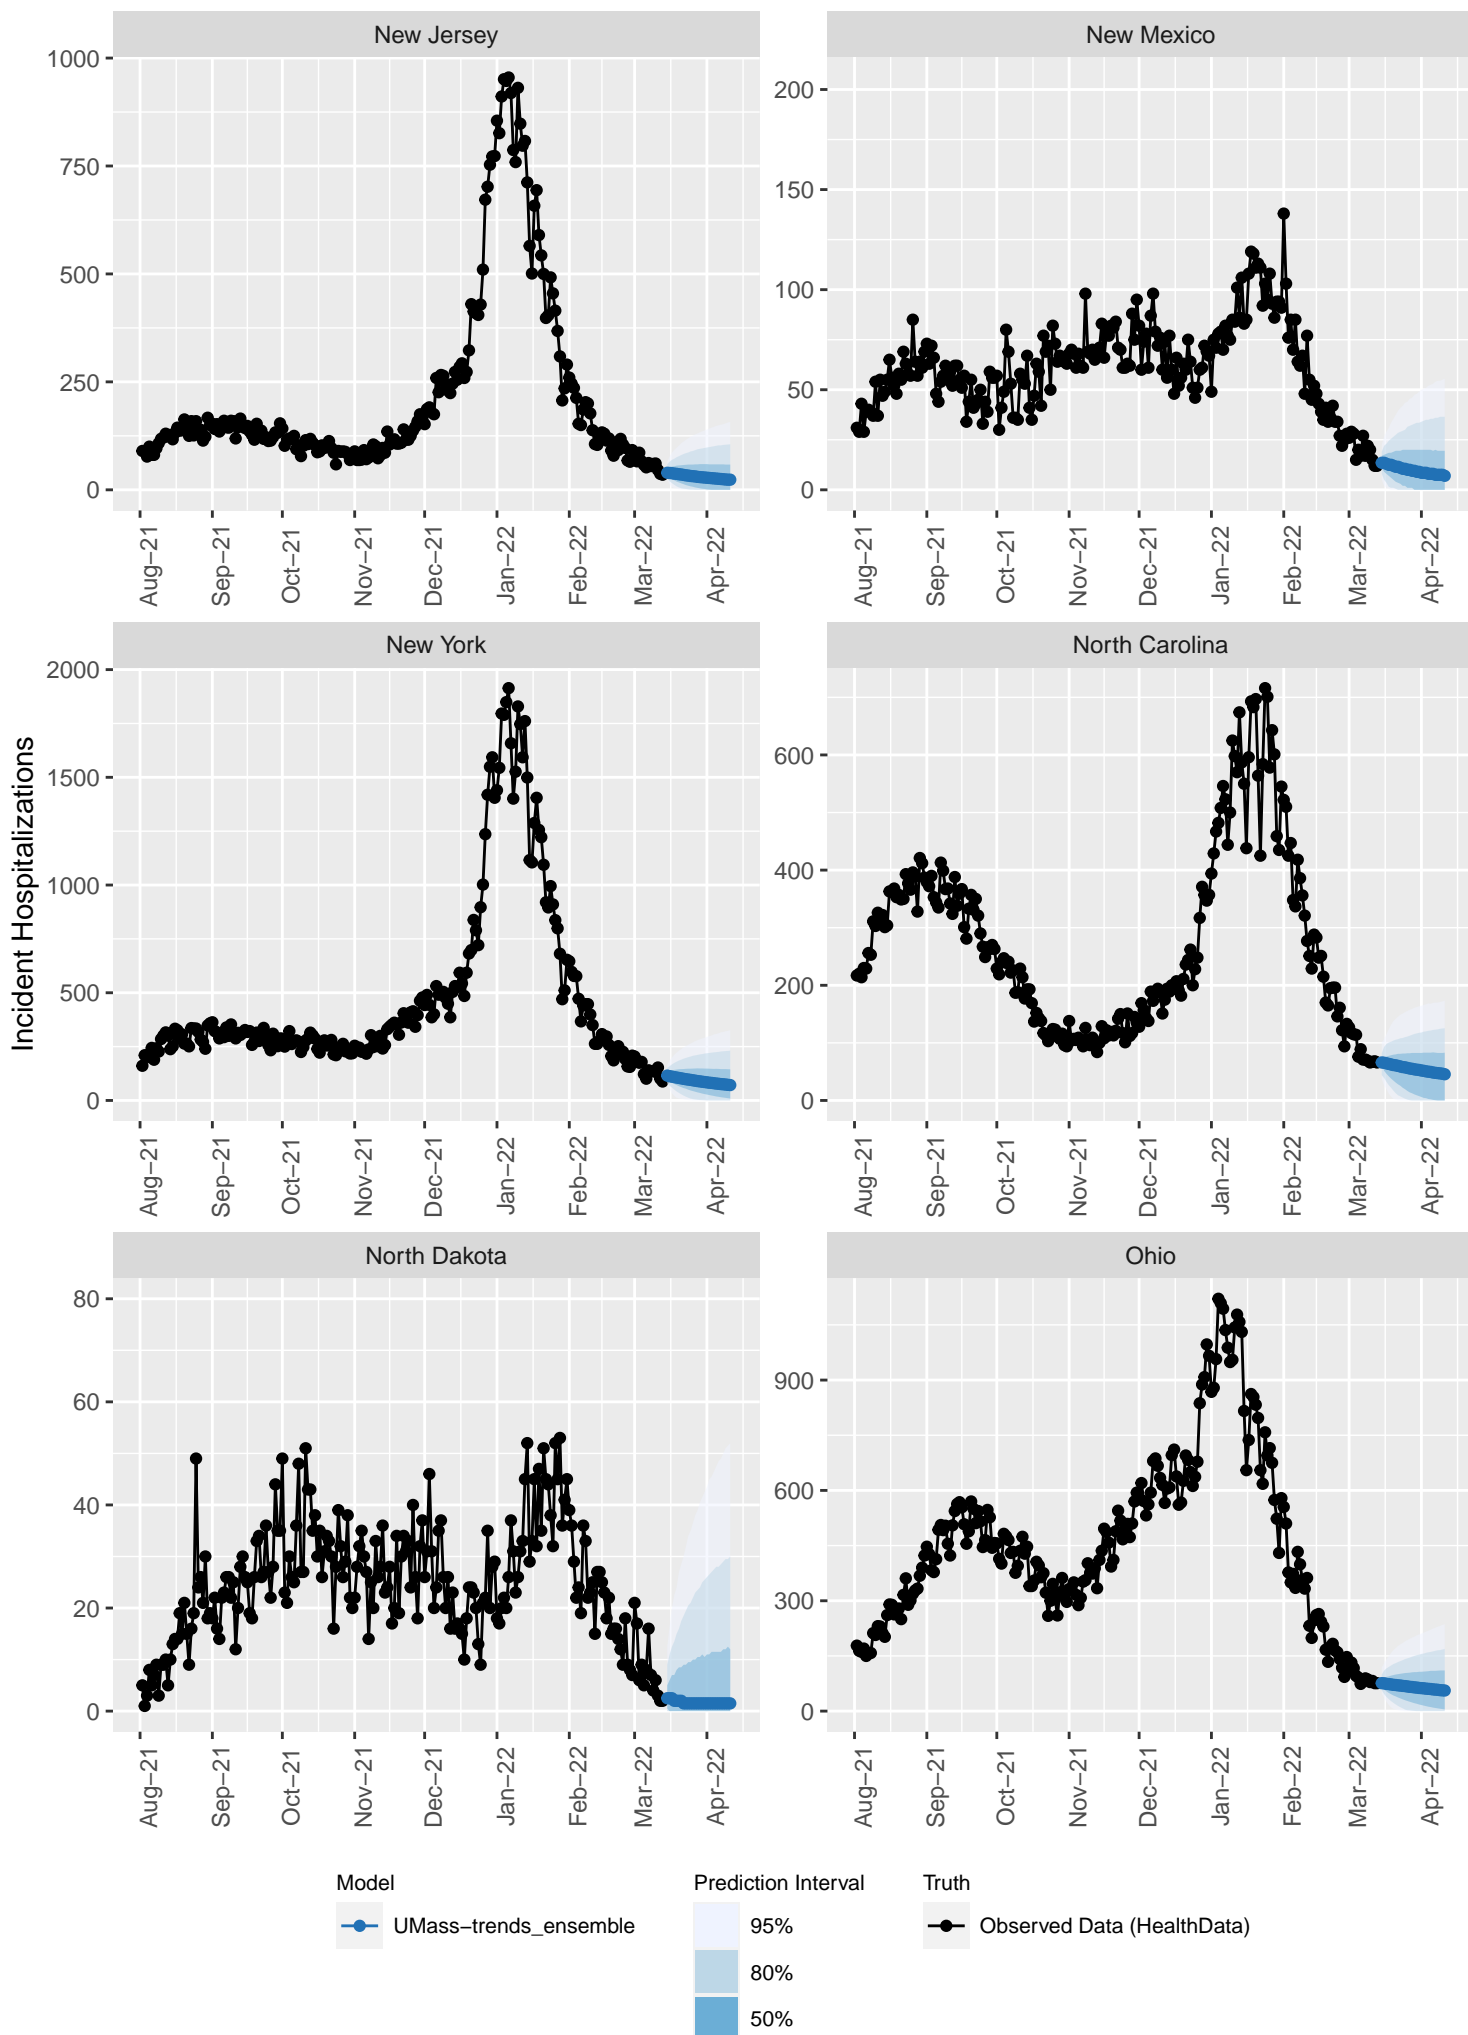 New Jersey
New Mexico
1000
750
500
250
0
200
150
100
50
0
Aug−21
Sep−21
Oct−21
Nov−21
Dec−21
Jan−22
Feb−22
Mar−22
Apr−22
Aug−21
Sep−21
Oct−21
Nov−21
Dec−21
Jan−22
Feb−22
Mar−22
Apr−22
Incident Hospitalizations
New York
North Carolina
2000
1500
1000
500
0
600
400
200
0
Aug−21
Sep−21
Oct−21
Nov−21
Dec−21
Jan−22
Feb−22
Mar−22
Apr−22
Aug−21
Sep−21
Oct−21
Nov−21
Dec−21
Jan−22
Feb−22
Mar−22
Apr−22
North Dakota
Ohio
80
60
40
20
0
900
600
300
0
Aug−21
Sep−21
Oct−21
Nov−21
Dec−21
Jan−22
Feb−22
Mar−22
Apr−22
Aug−21
Sep−21
Oct−21
Nov−21
Dec−21
Jan−22
Feb−22
Mar−22
Apr−22
Model
UMass−trends_ensemble
Prediction Interval
95%
80%
50%
Truth
Observed Data (HealthData)